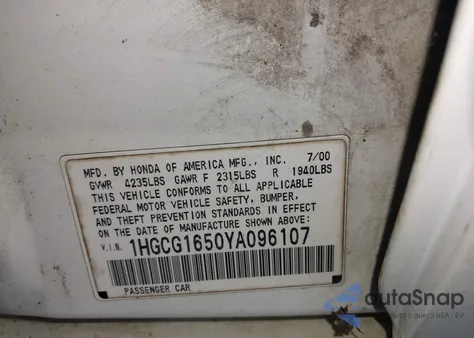 MFD. BY HONDA OF AMERICA MFG., INC. 7/00
GVWR 4235LBS GAWR F 2315LBS R 1940LBS
THIS VEHICLE CONFORMS TO ALL APPLICABLE
FEDERAL MOTOR VEHICLE SAFETY, BUMPER,
AND THEFT PREVENTION STANDARDS IN EFFECT
ON THE DATE OF MANUFACTURE SHOWN ABOVE:
V.I.N. 1HGCG1650YA096107
PASSENGER CAR
autaSnap